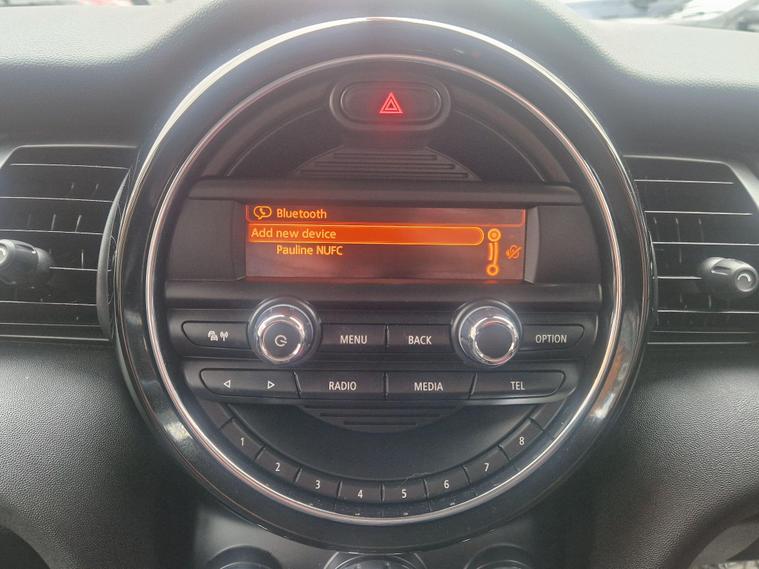 Bluetooth
Add new device
Pauline NUFC
MENU BACK OPTION
RADIO MEDIA TEL
1 2 3 4 5 6 7 8